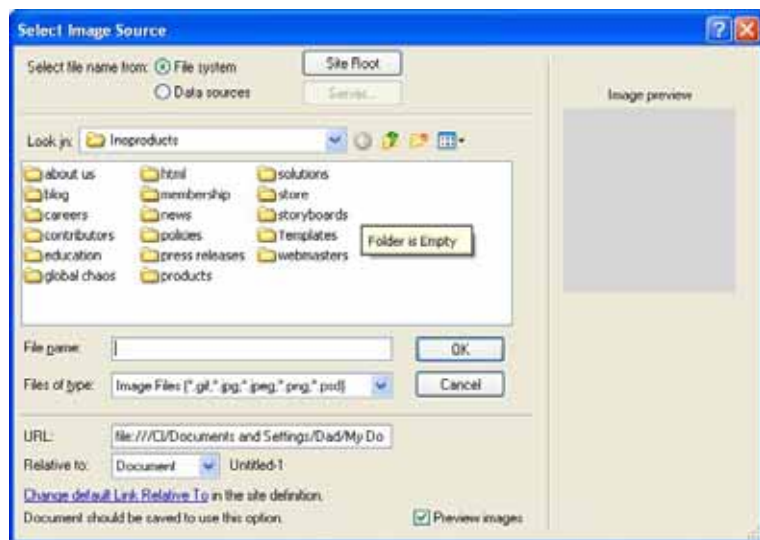 Select Image Source
Select file name from: File system Site Root
Data sources Server...
Image preview
Look in: Inoproducts
about us html solutions
blog membership store
careers news storyboards
contributors policies Templates
Folder is Empty
education press releases webmasters
global chaos products
File name: OK
Files of type: Image Files (*.gif,*.jpg,*.jpeg,*.png,*.psd) Cancel
URL: file:///C|/Documents and Settings/Dad/My Do
Relative to: Document Untitled-1
Change default Link Relative To in the site definition.
Document should be saved to use this option.
Preview images